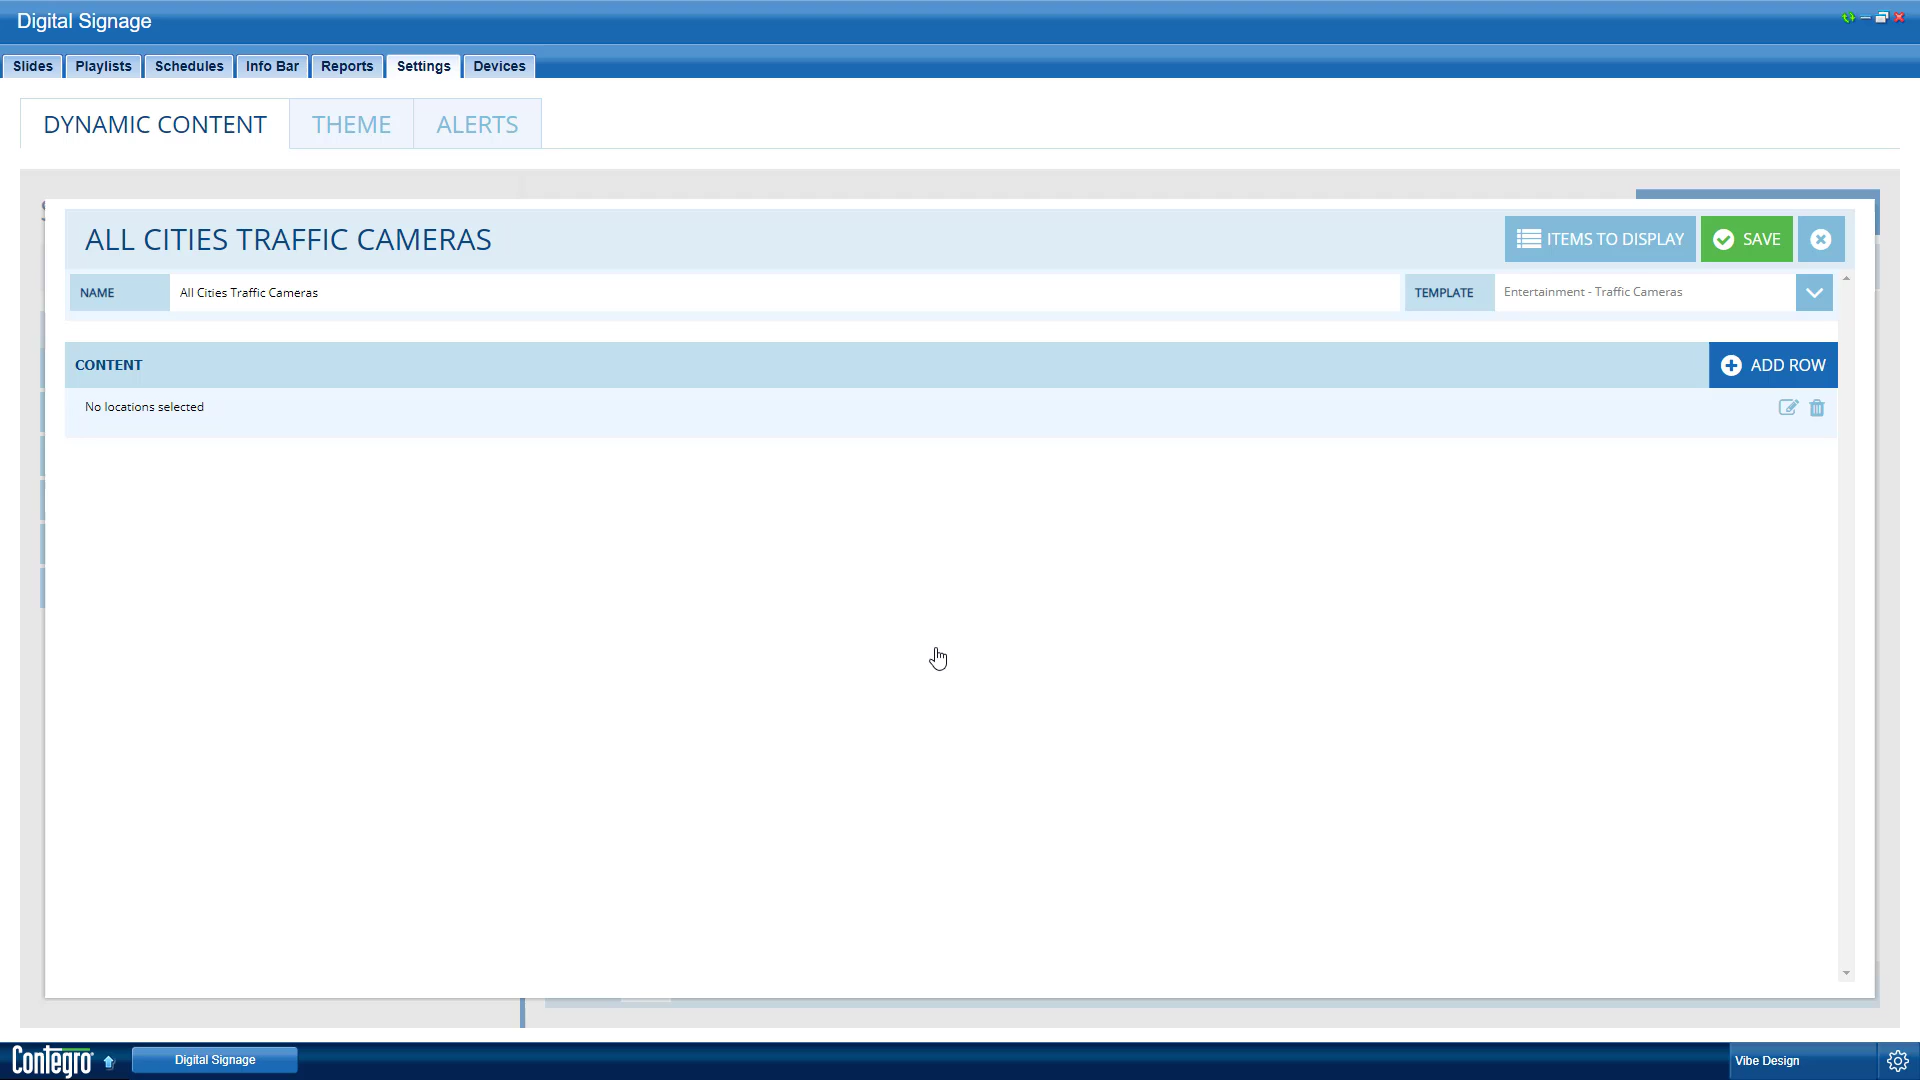 Digital Signage
Slides Playlists Schedules Info Bar Reports Settings Devices
DYNAMIC CONTENT THEME ALERTS
ALL CITIES TRAFFIC CAMERAS ITEMS TO DISPLAY SAVE
NAME All Cities Traffic Cameras TEMPLATE Entertainment - Traffic Cameras
CONTENT ADD ROW
No locations selected
Contegro Digital Signage Vibe Design